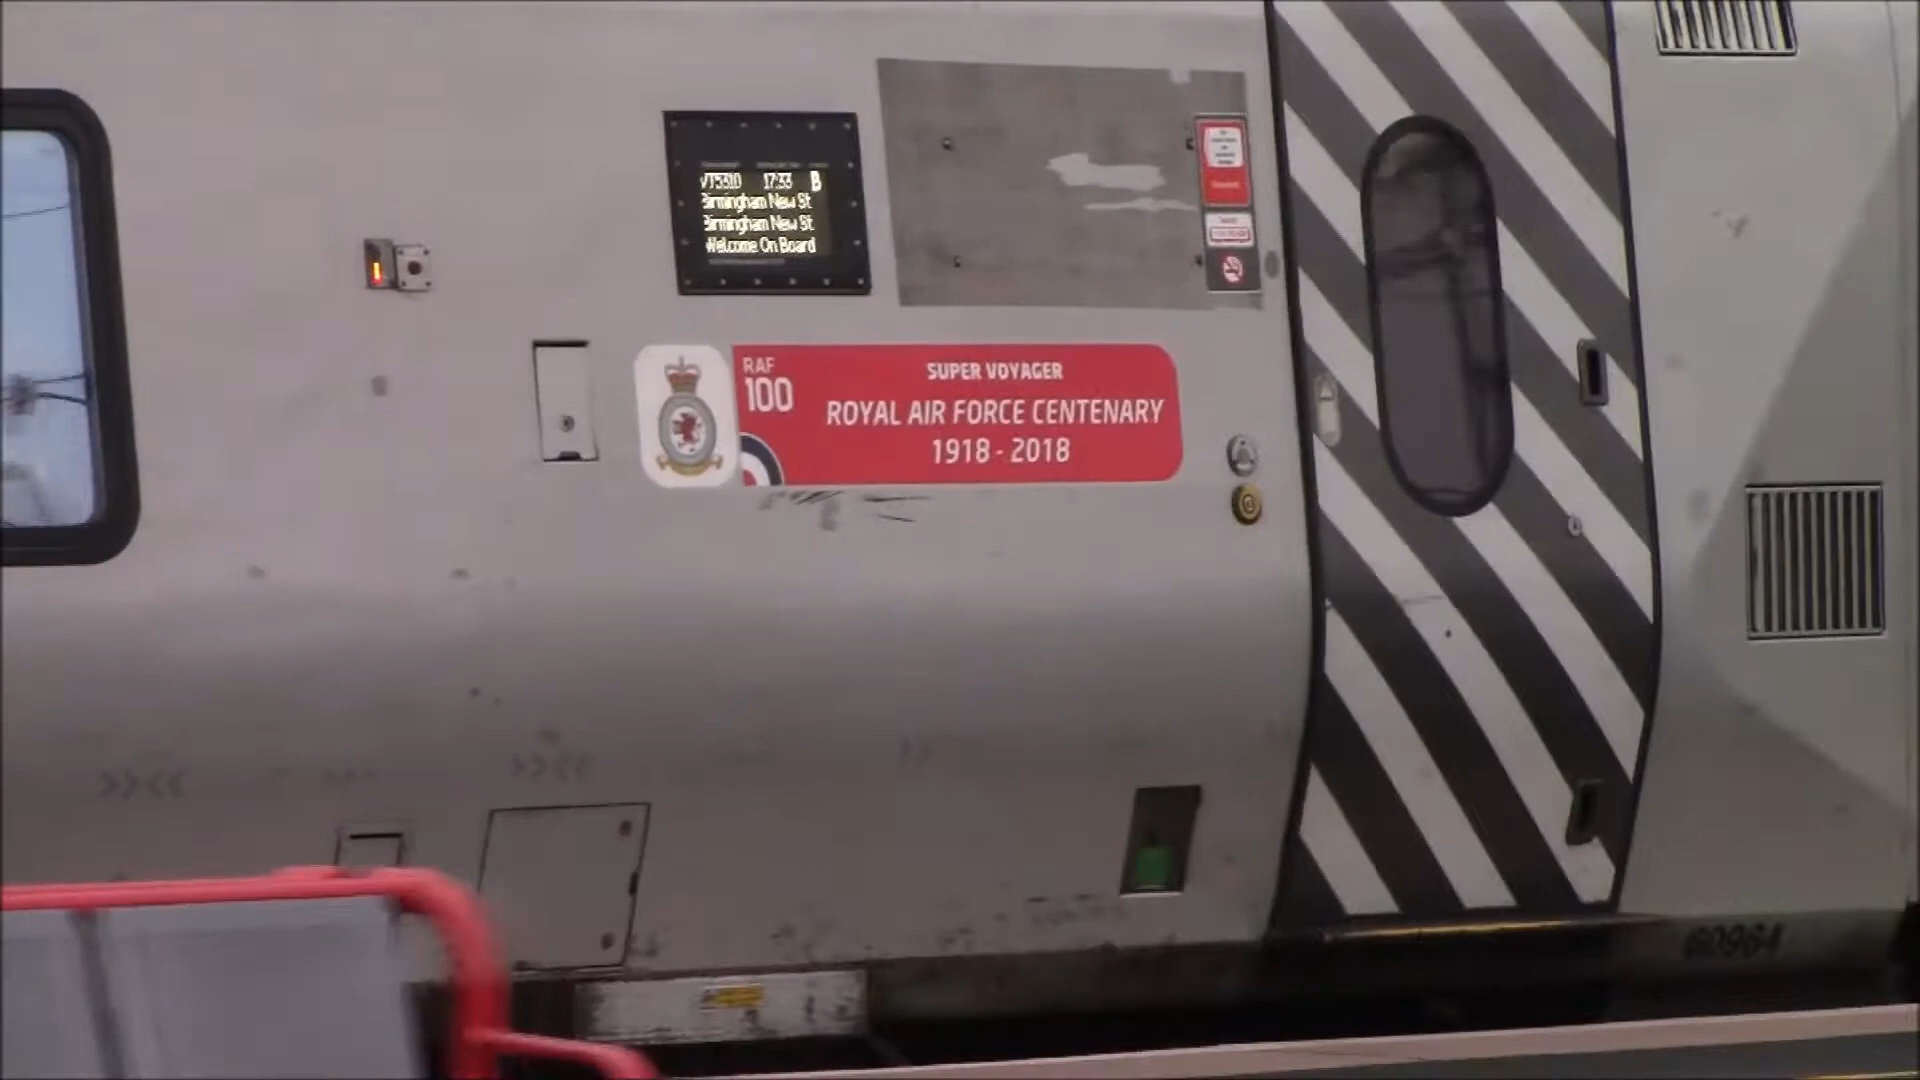 VT5310 17:33 B
Birmingham New St
Birmingham New St
Welcome On Board
RAF
100
SUPER VOYAGER
ROYAL AIR FORCE CENTENARY
1918 - 2018
60964